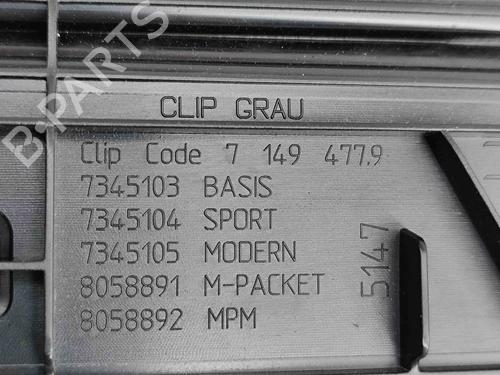 B-PARTS
CLIP GRAU
Clip Code 7 149 477.9
7345103 BASIS
7345104 SPORT
7345105 MODERN
8058891 M-PACKET
8058892 MPM
5147